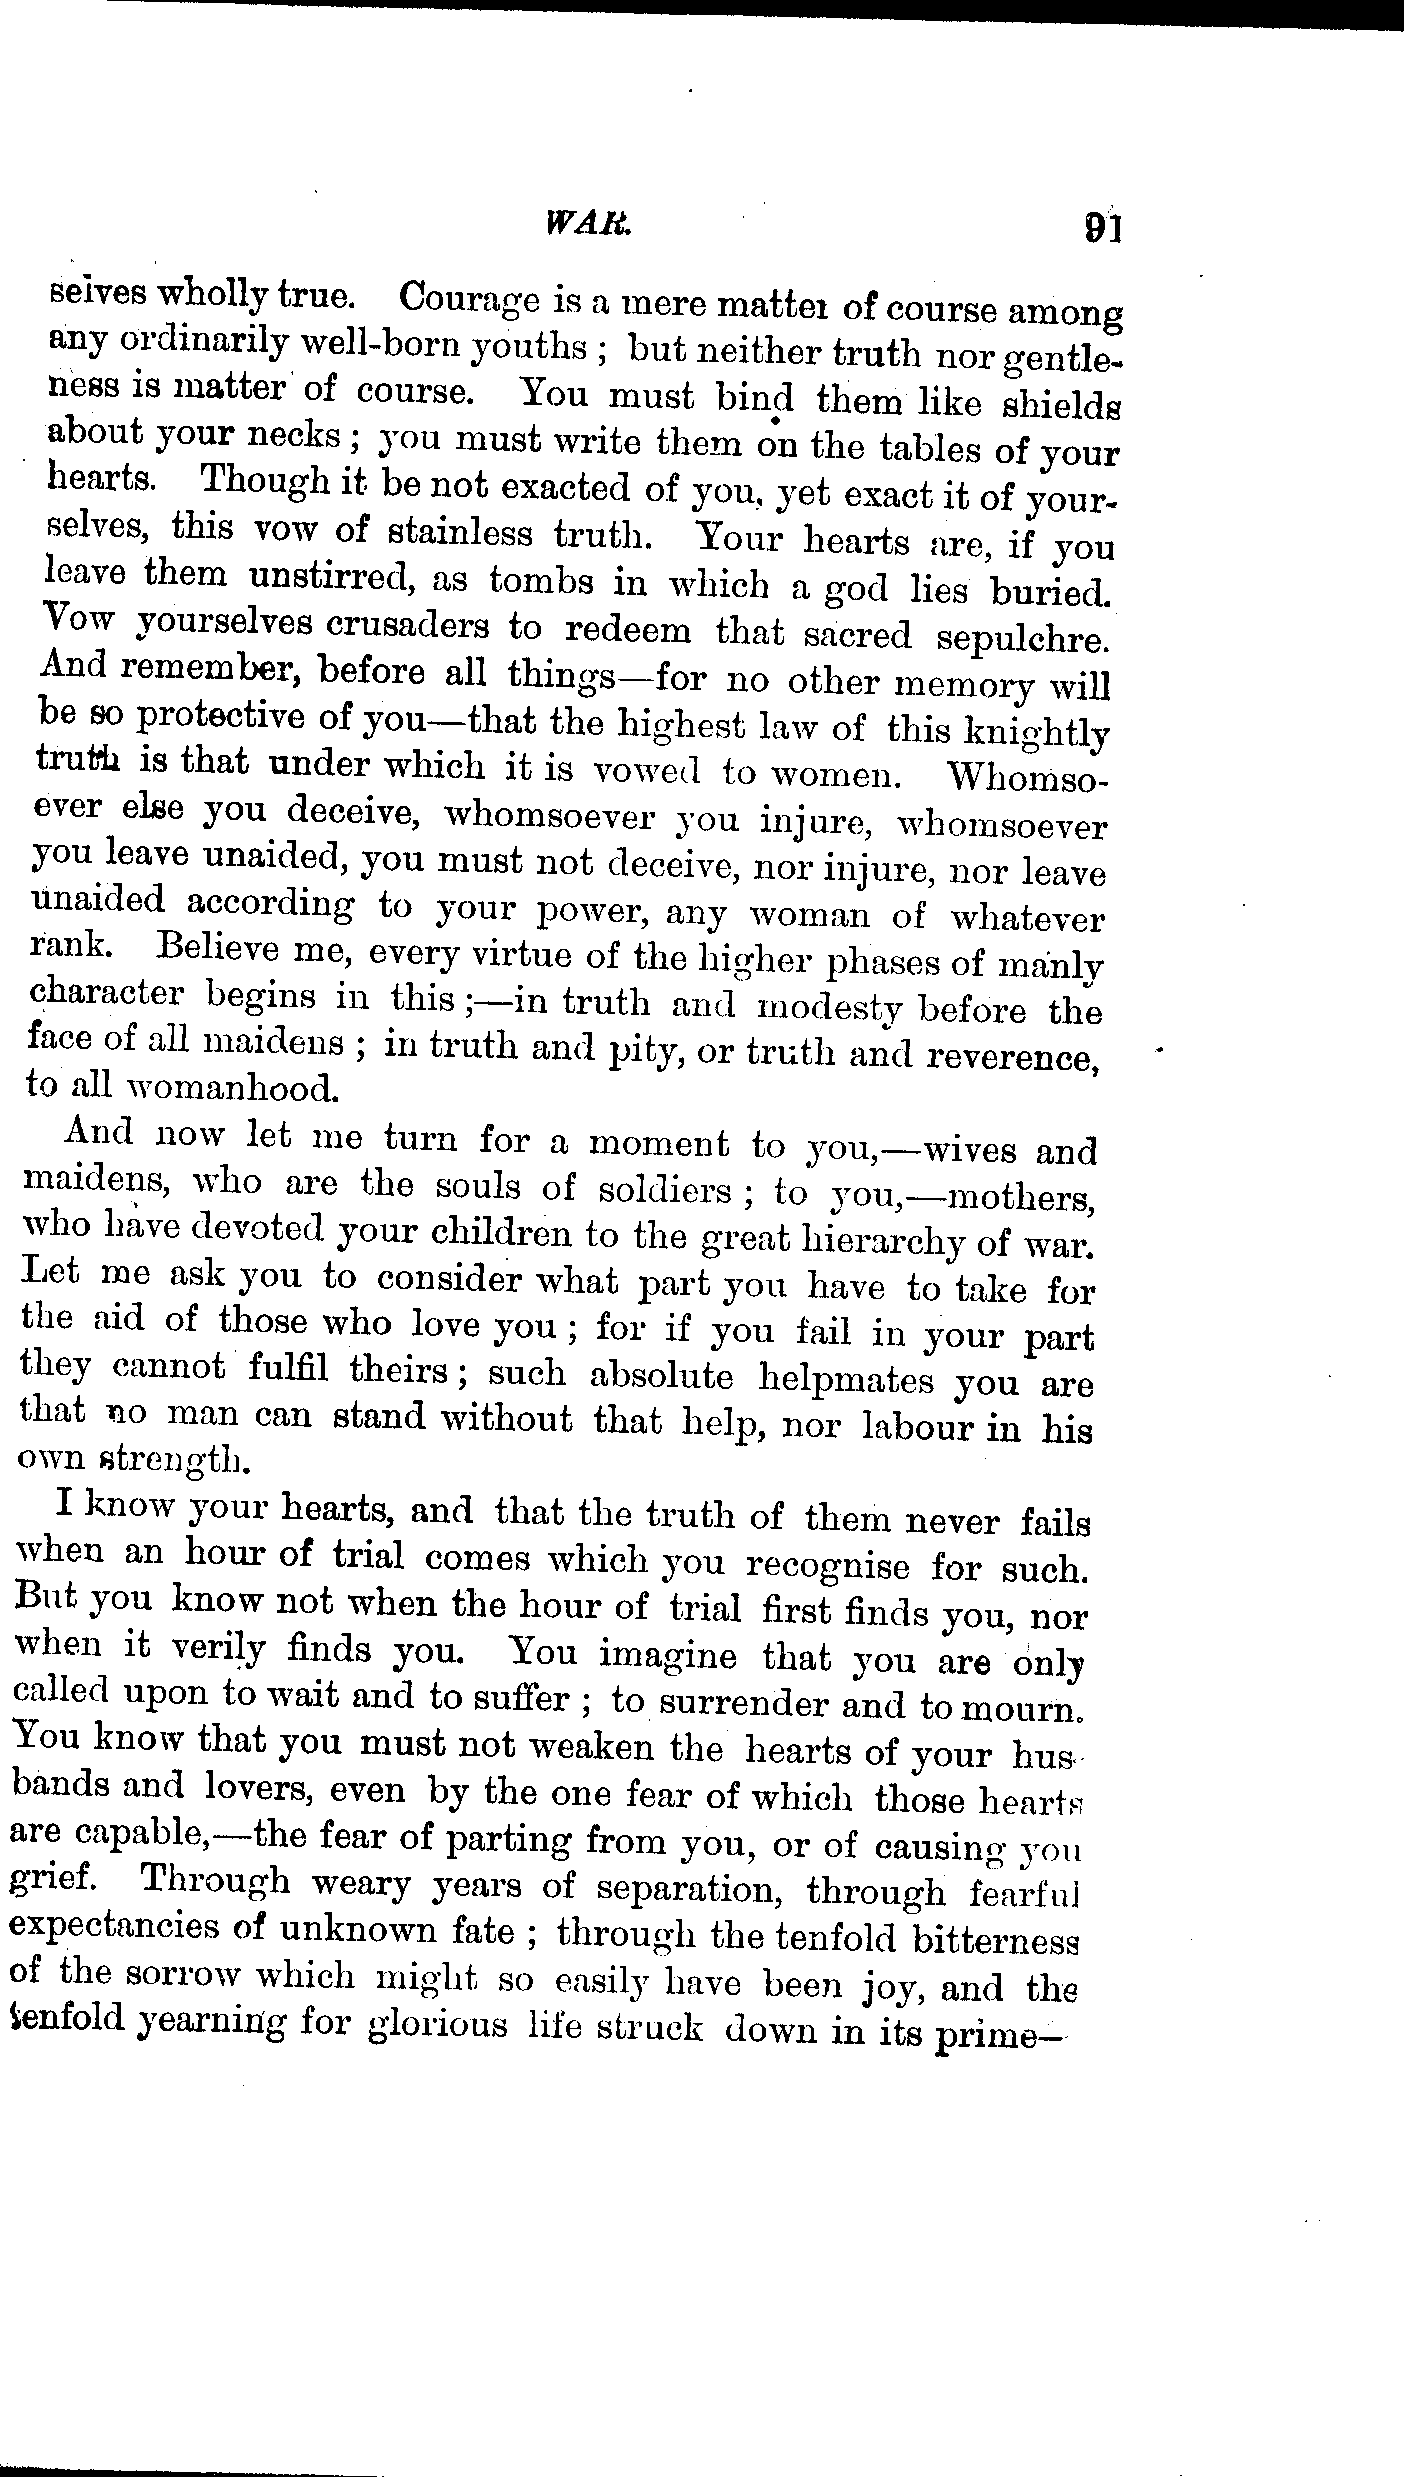 WAR. 91
selves wholly true. Courage is a mere matter of course among
any ordinarily well-born youths ; but neither truth nor gentle-
ness is matter of course. You must bind them like shields
about your necks ; you must write them on the tables of your
hearts. Though it be not exacted of you, yet exact it of your-
selves, this vow of stainless truth. Your hearts are, if you
leave them unstirred, as tombs in which a god lies buried.
Vow yourselves crusaders to redeem that sacred sepulchre.
And remember, before all things—for no other memory will
be so protective of you—that the highest law of this knightly
truth is that under which it is vowed to women. Whomso-
ever else you deceive, whomsoever you injure, whomsoever
you leave unaided, you must not deceive, nor injure, nor leave
unaided according to your power, any woman of whatever
rank. Believe me, every virtue of the higher phases of manly
character begins in this ;—in truth and modesty before the
face of all maidens ; in truth and pity, or truth and reverence,
to all womanhood.
And now let me turn for a moment to you,—wives and
maidens, who are the souls of soldiers ; to you,—mothers,
who have devoted your children to the great hierarchy of war.
Let me ask you to consider what part you have to take for
the aid of those who love you ; for if you fail in your part
they cannot fulfil theirs ; such absolute helpmates you are
that no man can stand without that help, nor labour in his
own strength.
I know your hearts, and that the truth of them never fails
when an hour of trial comes which you recognise for such.
But you know not when the hour of trial first finds you, nor
when it verily finds you. You imagine that you are only
called upon to wait and to suffer ; to surrender and to mourn.
You know that you must not weaken the hearts of your hus-
bands and lovers, even by the one fear of which those hearts
are capable,—the fear of parting from you, or of causing you
grief. Through weary years of separation, through fearful
expectancies of unknown fate ; through the tenfold bitterness
of the sorrow which might so easily have been joy, and the
tenfold yearning for glorious life struck down in its prime—